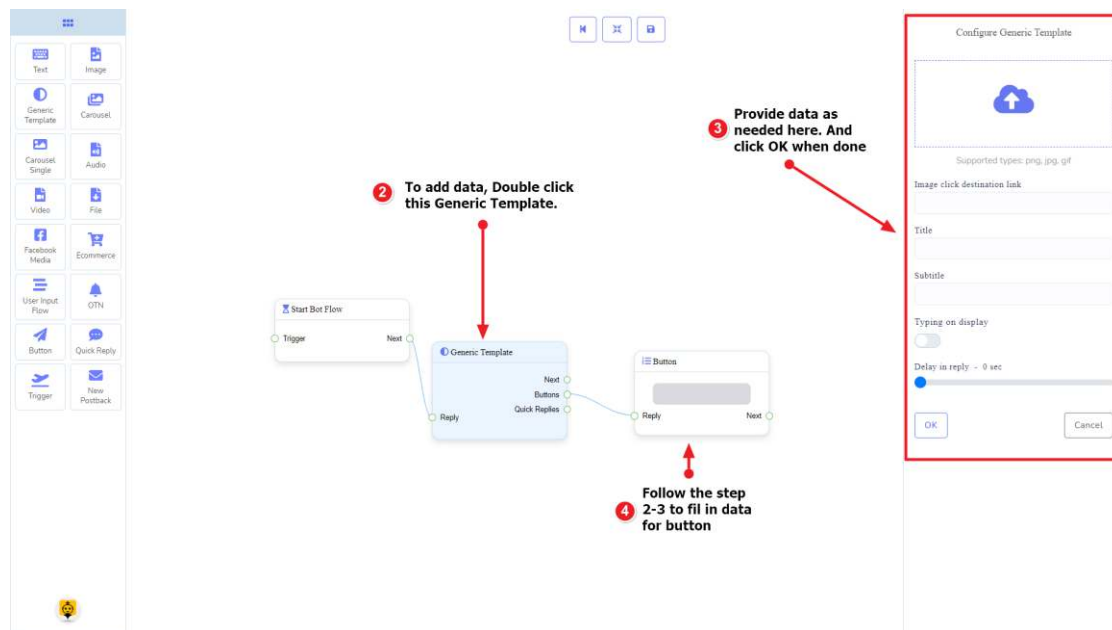 Text
Image
Generic
Template
Carousel
Carousel
Single
Audio
Video
File
Facebook
Media
Ecommerce
User Input
Flow
OTN
Button
Quick Reply
Trigger
New
Postback
2
To add data, Double click
this Generic Template.
3
Provide data as
needed here. And
click OK when done
Start Bot Flow
Trigger
Next
Generic Template
Next
Buttons
Quick Replies
Reply
Button
Reply
Next
4
Follow the step
2-3 to fil in data
for button
Configure Generic Template
Supported types: png, jpg, gif
Image click destination link
Title
Subtitle
Typing on display
Delay in reply - 0 sec
OK
Cancel